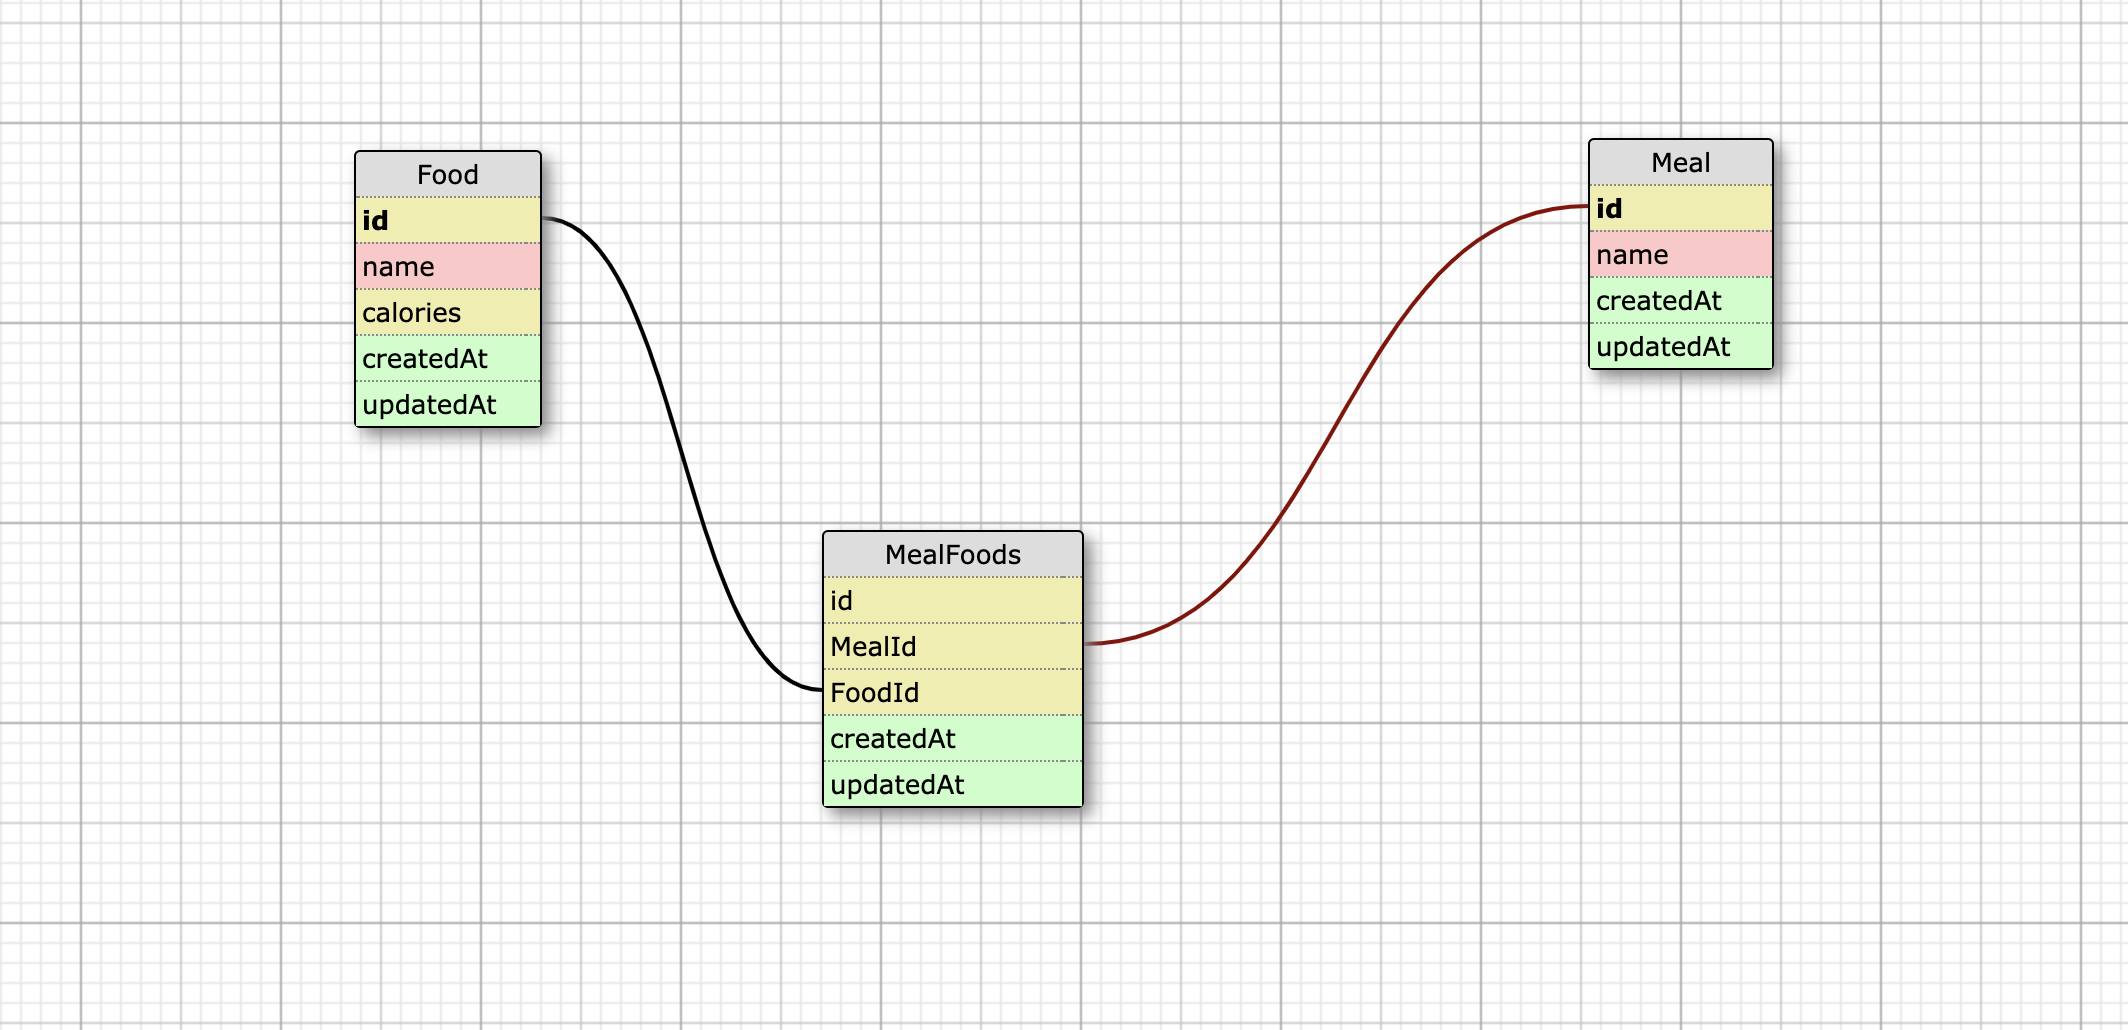 Food
id
name
calories
createdAt
updatedAt
Meal
id
name
createdAt
updatedAt
MealFoods
id
MealId
FoodId
createdAt
updatedAt